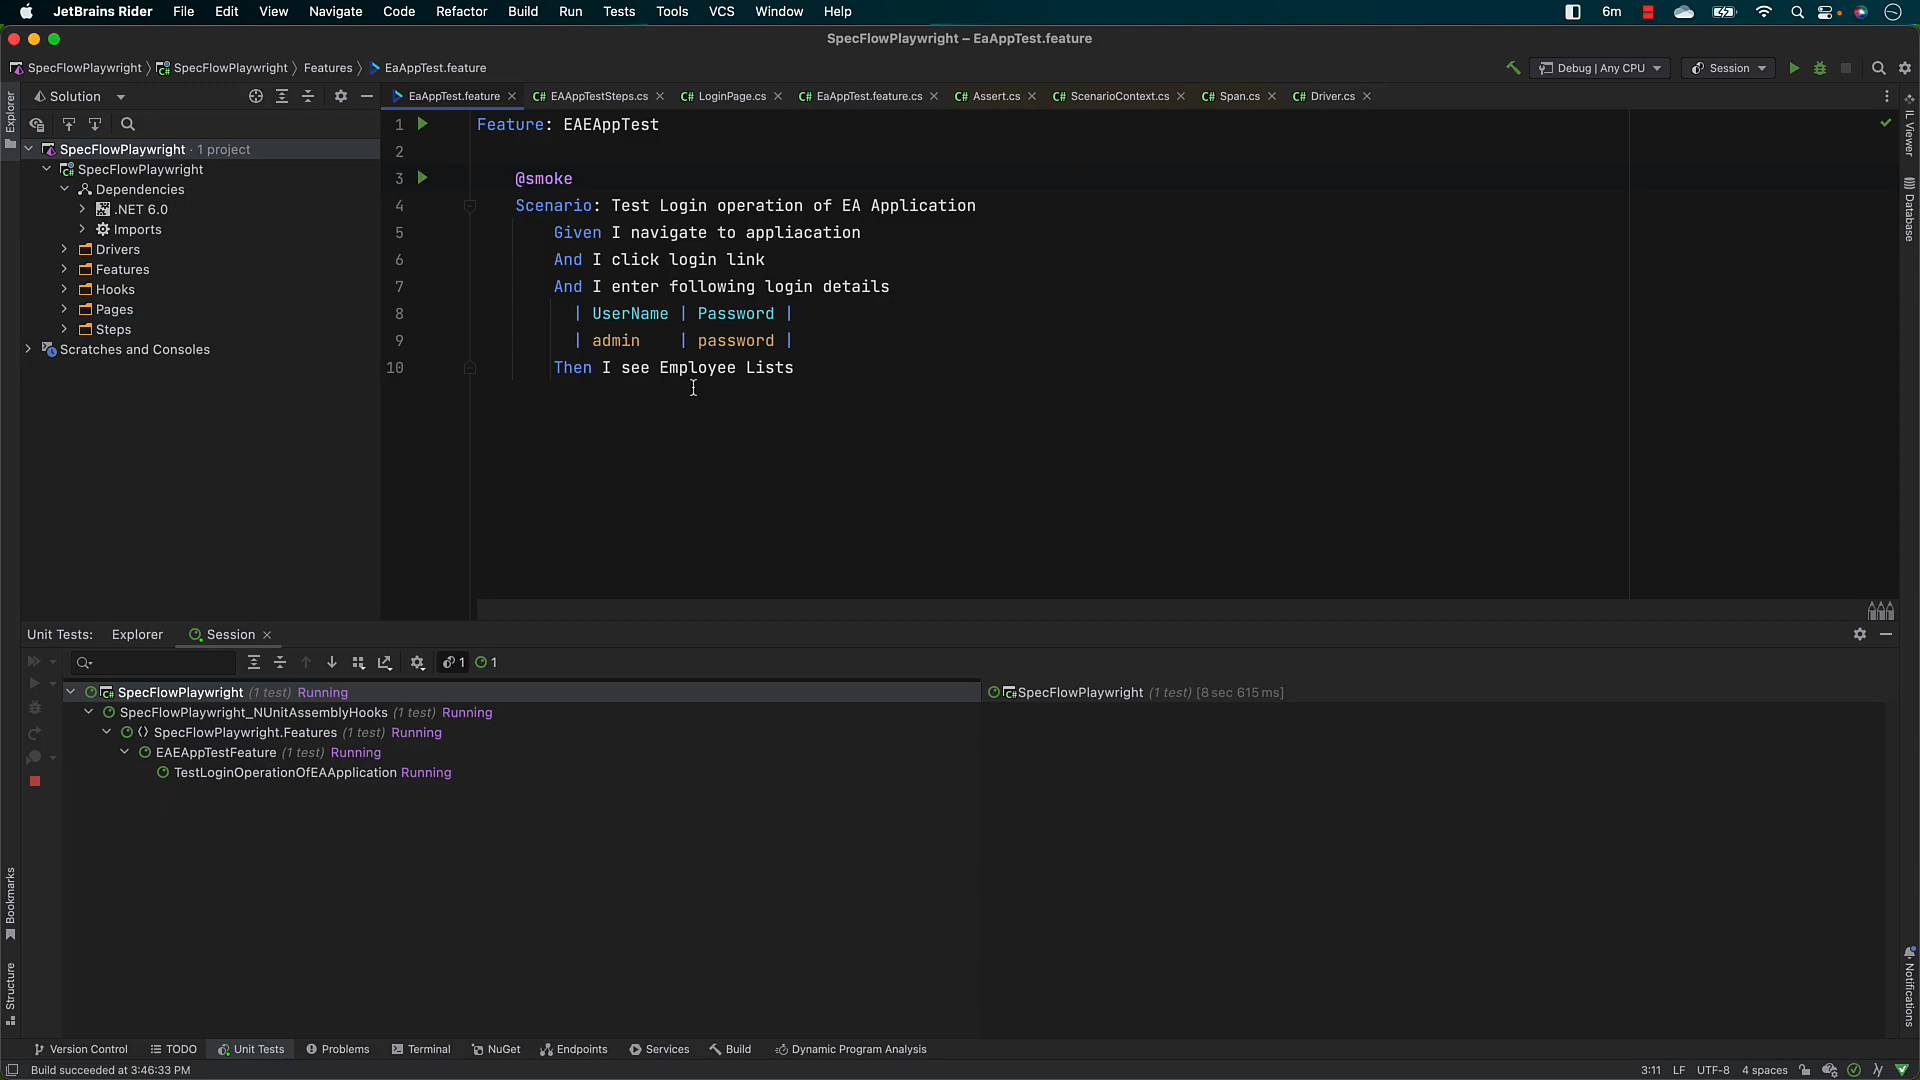 JetBrains Rider File Edit View Navigate Code Refactor Build Run Tests Tools VCS Window Help 6m
SpecFlowPlaywright – EaAppTest.feature
SpecFlowPlaywright SpecFlowPlaywright Features EaAppTest.feature Debug | Any CPU Session
Explorer
Solution
EaAppTest.feature C# EAAppTestSteps.cs C# LoginPage.cs C# EaAppTest.feature.cs C# Assert.cs C# ScenarioContext.cs C# Span.cs C# Driver.cs
SpecFlowPlaywright · 1 project
SpecFlowPlaywright
Dependencies
.NET 6.0
Imports
Drivers
Features
Hooks
Pages
Steps
Scratches and Consoles
1 Feature: EAEAppTest
2
3 @smoke
4 Scenario: Test Login operation of EA Application
5 Given I navigate to appliacation
6 And I click login link
7 And I enter following login details
8 | UserName | Password |
9 | admin | password |
10 Then I see Employee Lists
IL Viewer
Database
Unit Tests: Explorer Session
1 1
SpecFlowPlaywright (1 test) Running
SpecFlowPlaywright_NUnitAssemblyHooks (1 test) Running
SpecFlowPlaywright.Features (1 test) Running
EAEAppTestFeature (1 test) Running
TestLoginOperationOfEAApplication Running
SpecFlowPlaywright (1 test) [8 sec 615 ms]
Bookmarks
Structure
Notifications
Version Control TODO Unit Tests Problems Terminal NuGet Endpoints Services Build Dynamic Program Analysis
Build succeeded at 3:46:33 PM 3:11 LF UTF-8 4 spaces